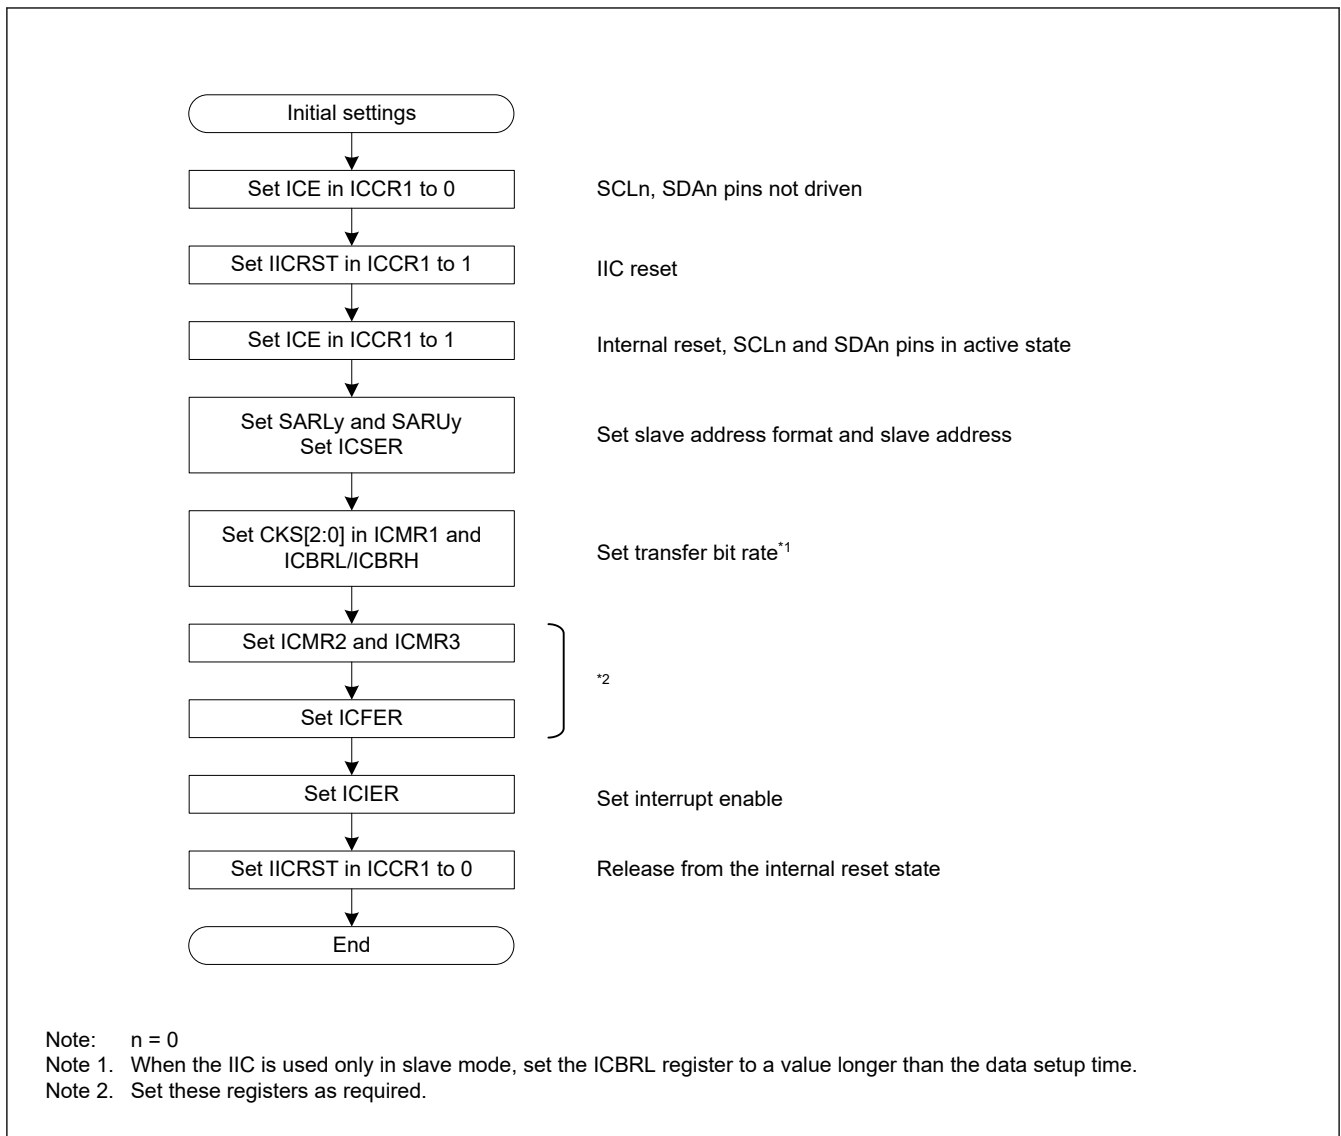 Initial settings
Set ICE in ICCR1 to 0
SCLn, SDAn pins not driven
Set IICRST in ICCR1 to 1
IIC reset
Set ICE in ICCR1 to 1
Internal reset, SCLn and SDAn pins in active state
Set SARLy and SARUy
Set ICSER
Set slave address format and slave address
Set CKS[2:0] in ICMR1 and
ICBRL/ICBRH
Set transfer bit rate*1
Set ICMR2 and ICMR3
*2
Set ICFER
Set ICIER
Set interrupt enable
Set IICRST in ICCR1 to 0
Release from the internal reset state
End
Note: n = 0
Note 1. When the IIC is used only in slave mode, set the ICBRL register to a value longer than the data setup time.
Note 2. Set these registers as required.